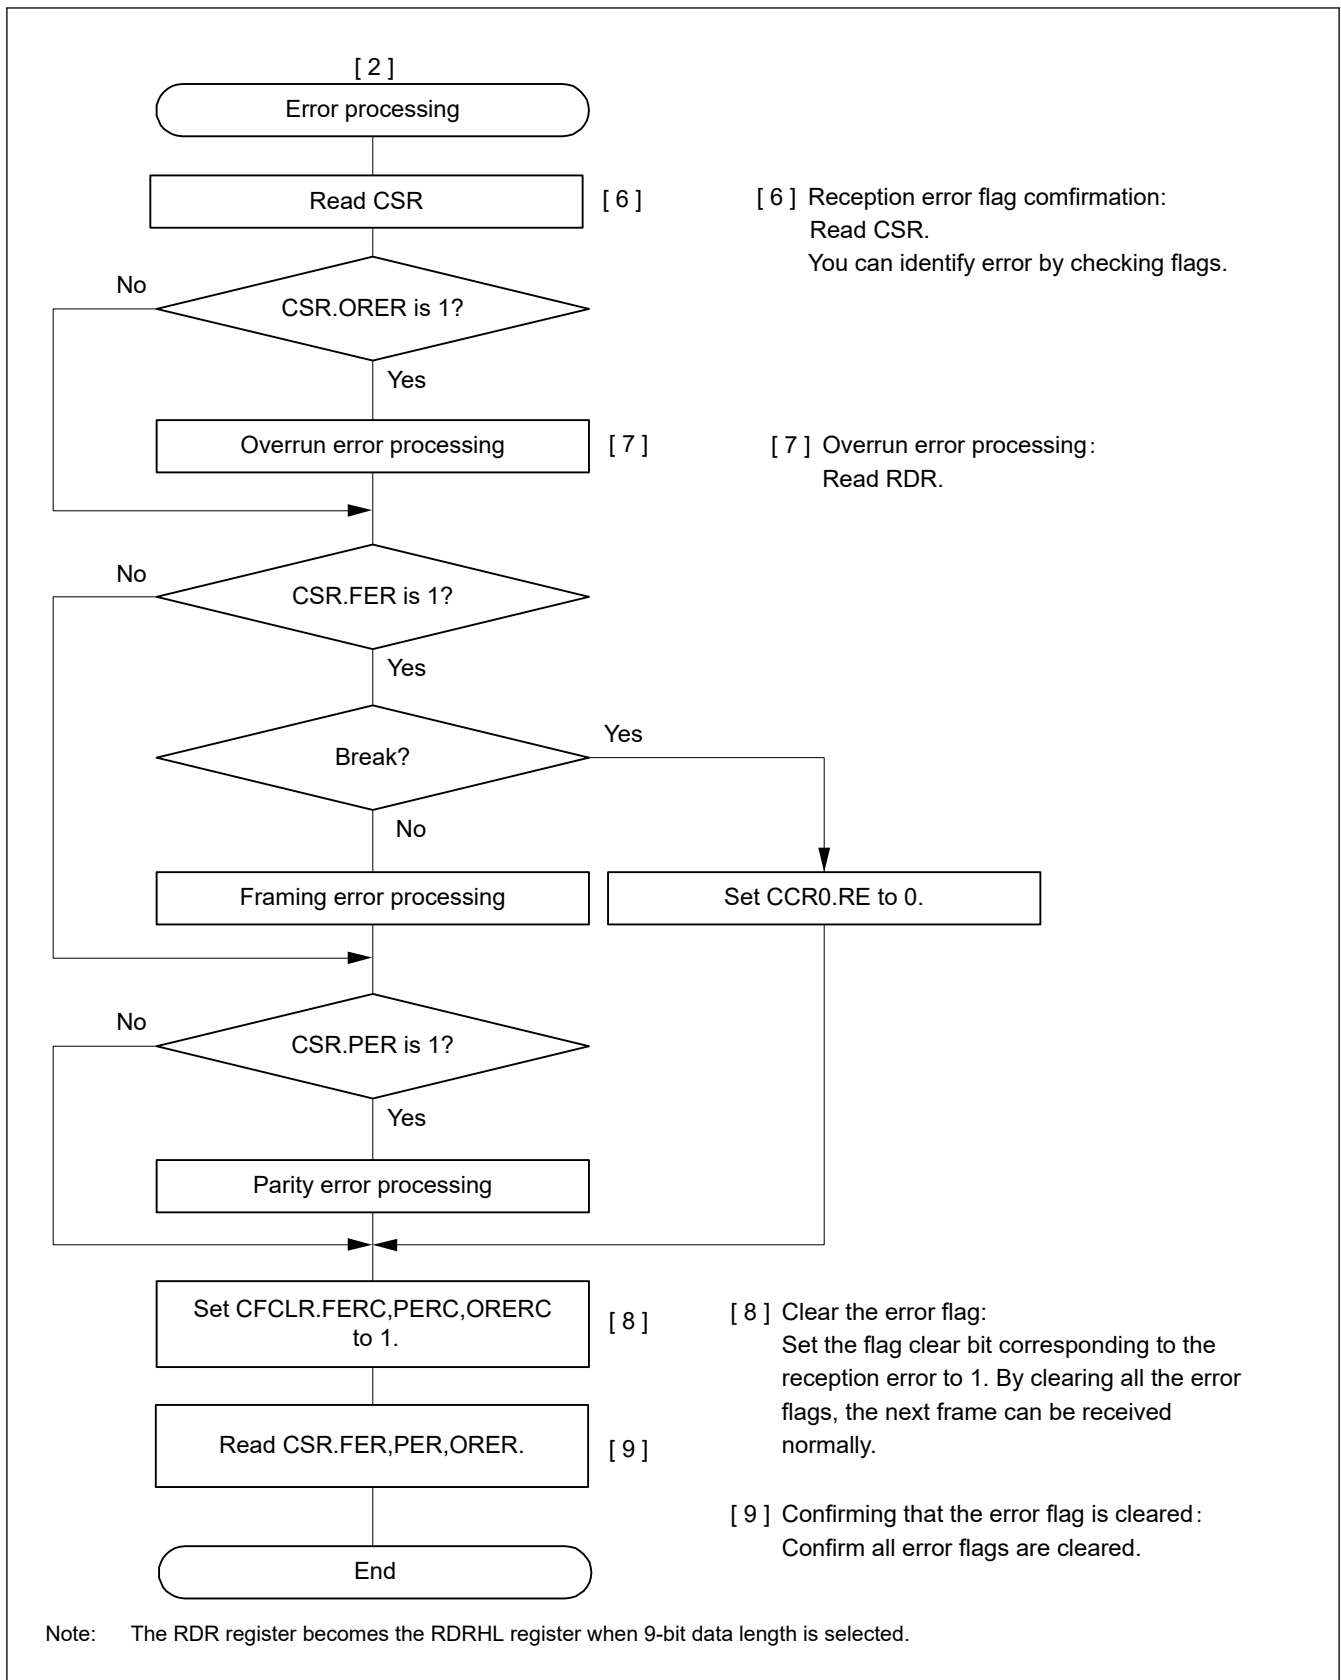 [ 2 ]
Error processing
Read CSR
[ 6 ]
[ 6 ] Reception error flag comfirmation:
Read CSR.
You can identify error by checking flags.
No
CSR.ORER is 1?
Yes
Overrun error processing
[ 7 ]
[ 7 ] Overrun error processing:
Read RDR.
No
CSR.FER is 1?
Yes
Break?
Yes
No
Framing error processing
Set CCR0.RE to 0.
No
CSR.PER is 1?
Yes
Parity error processing
Set CFCLR.FERC,PERC,ORERC
to 1.
[ 8 ]
[ 8 ] Clear the error flag:
Set the flag clear bit corresponding to the
reception error to 1. By clearing all the error
flags, the next frame can be received
normally.
Read CSR.FER,PER,ORER.
[ 9 ]
[ 9 ] Confirming that the error flag is cleared:
Confirm all error flags are cleared.
End
Note: The RDR register becomes the RDRHL register when 9-bit data length is selected.